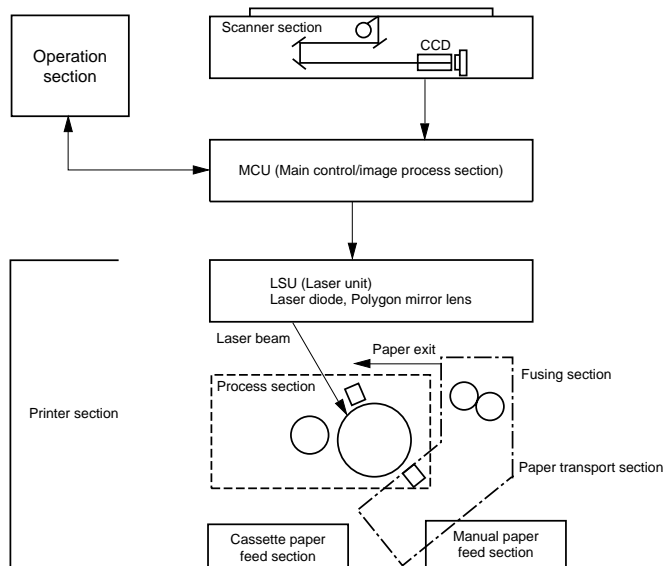 Scanner section
CCD
Operation
section
MCU (Main control/image process section)
LSU (Laser unit)
Laser diode, Polygon mirror lens
Laser beam
Paper exit
Process section
Fusing section
Printer section
Paper transport section
Cassette paper
feed section
Manual paper
feed section